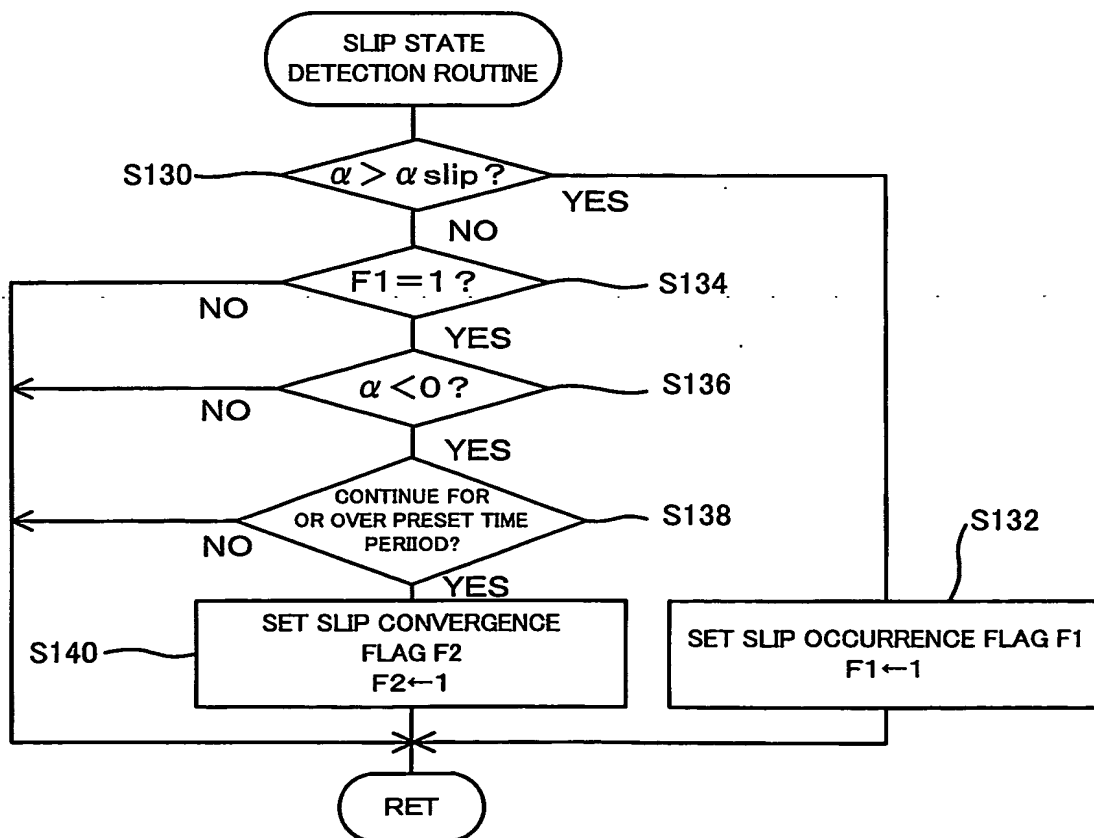 SLIP STATE
DETECTION ROUTINE
S130
α > α slip ?
YES
NO
F1=1 ?
S134
NO
YES
α <0 ?
S136
NO
YES
CONTINUE FOR
OR OVER PRESET TIME
PERIIOD?
S138
NO
YES
S132
SET SLIP CONVERGENCE
FLAG F2
F2←1
S140
SET SLIP OCCURRENCE FLAG F1
F1←1
RET